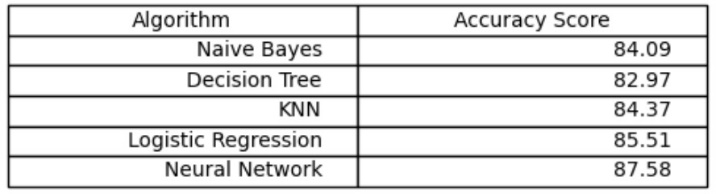 Algorithm Accuracy Score
Naive Bayes 84.09
Decision Tree 82.97
KNN 84.37
Logistic Regression 85.51
Neural Network 87.58